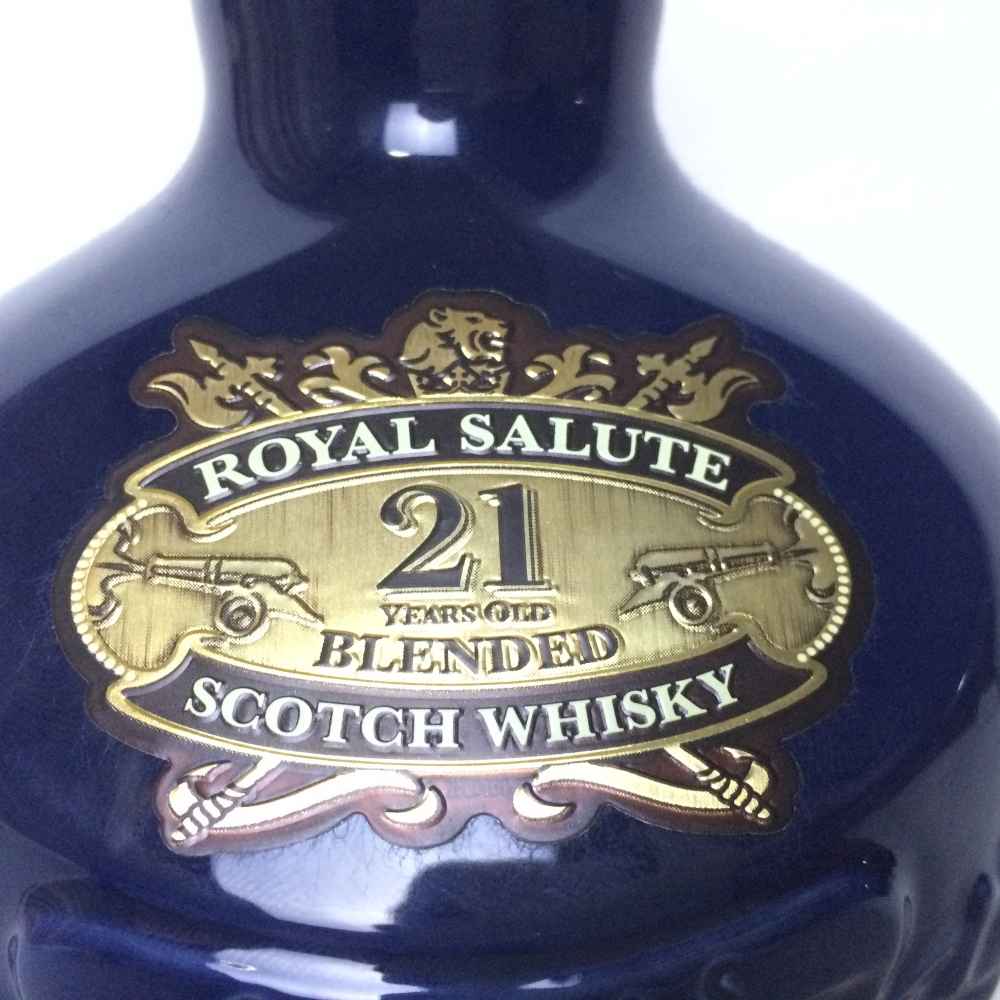 ROYAL SALUTE
21
YEARS OLD
BLENDED
SCOTCH WHISKY